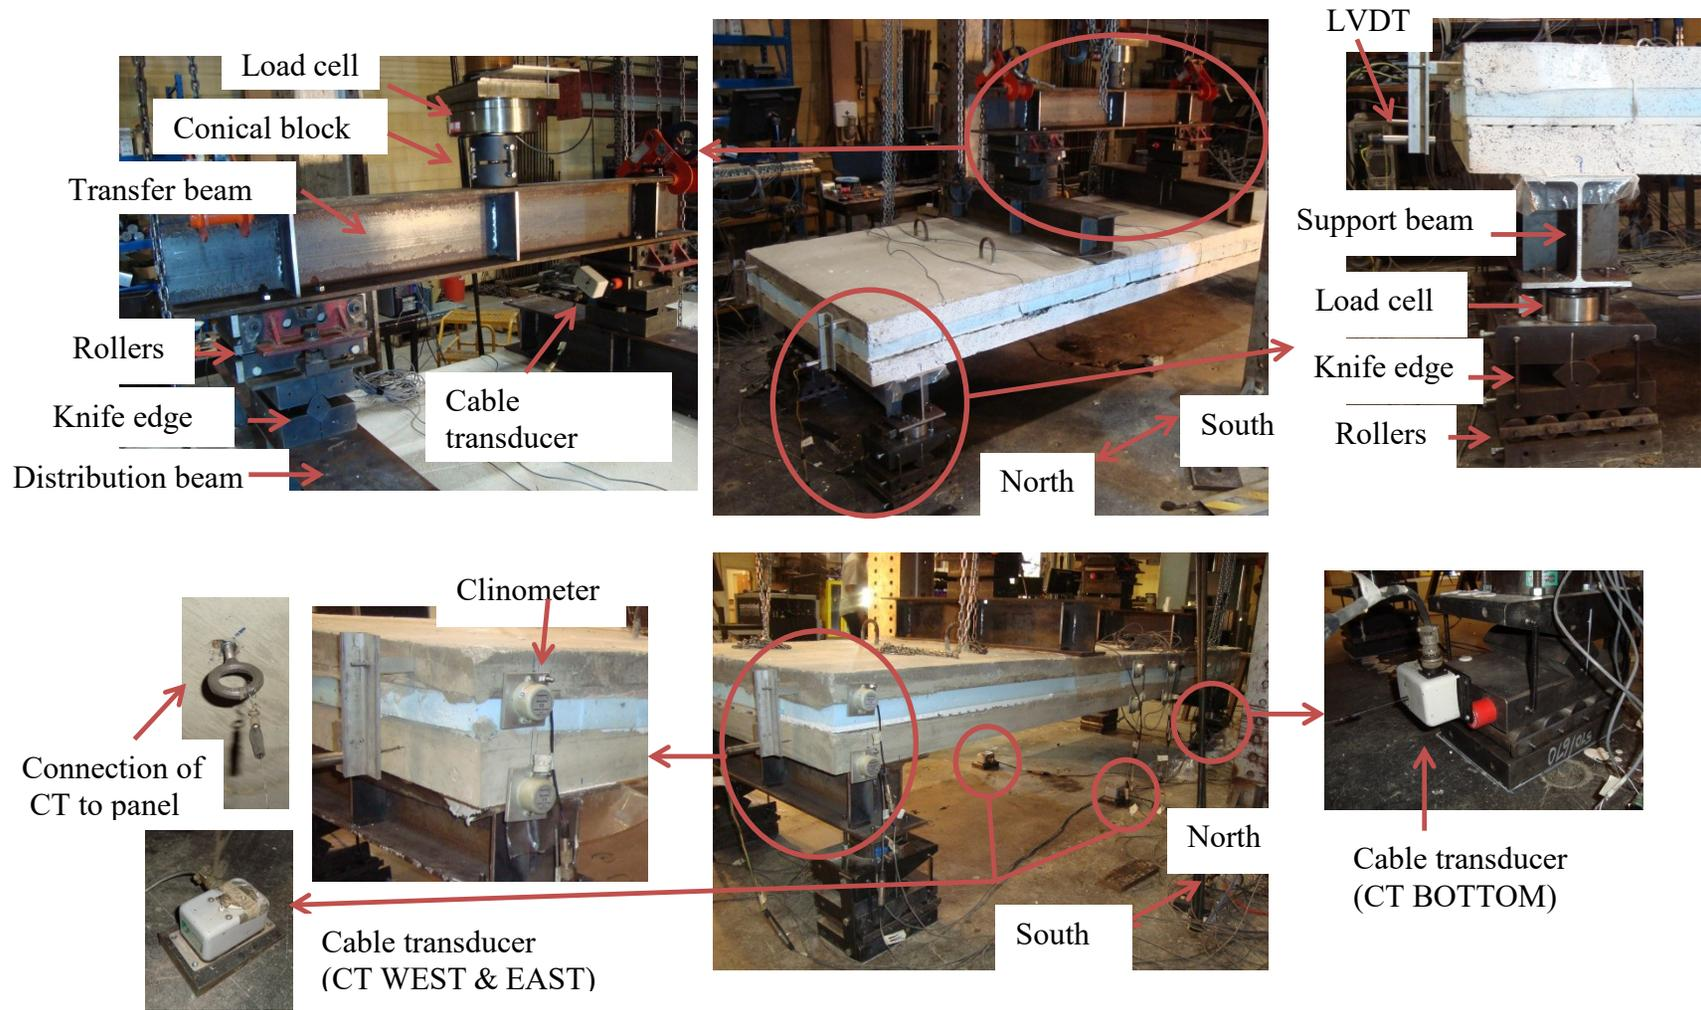 Load cell
Conical block
Transfer beam
Rollers
Knife edge
Distribution beam
Cable
transducer
South
North
LVDT
Support beam
Load cell
Knife edge
Rollers
Clinometer
Connection of
CT to panel
Cable transducer
(CT WEST & EAST)
North
South
Cable transducer
(CT BOTTOM)